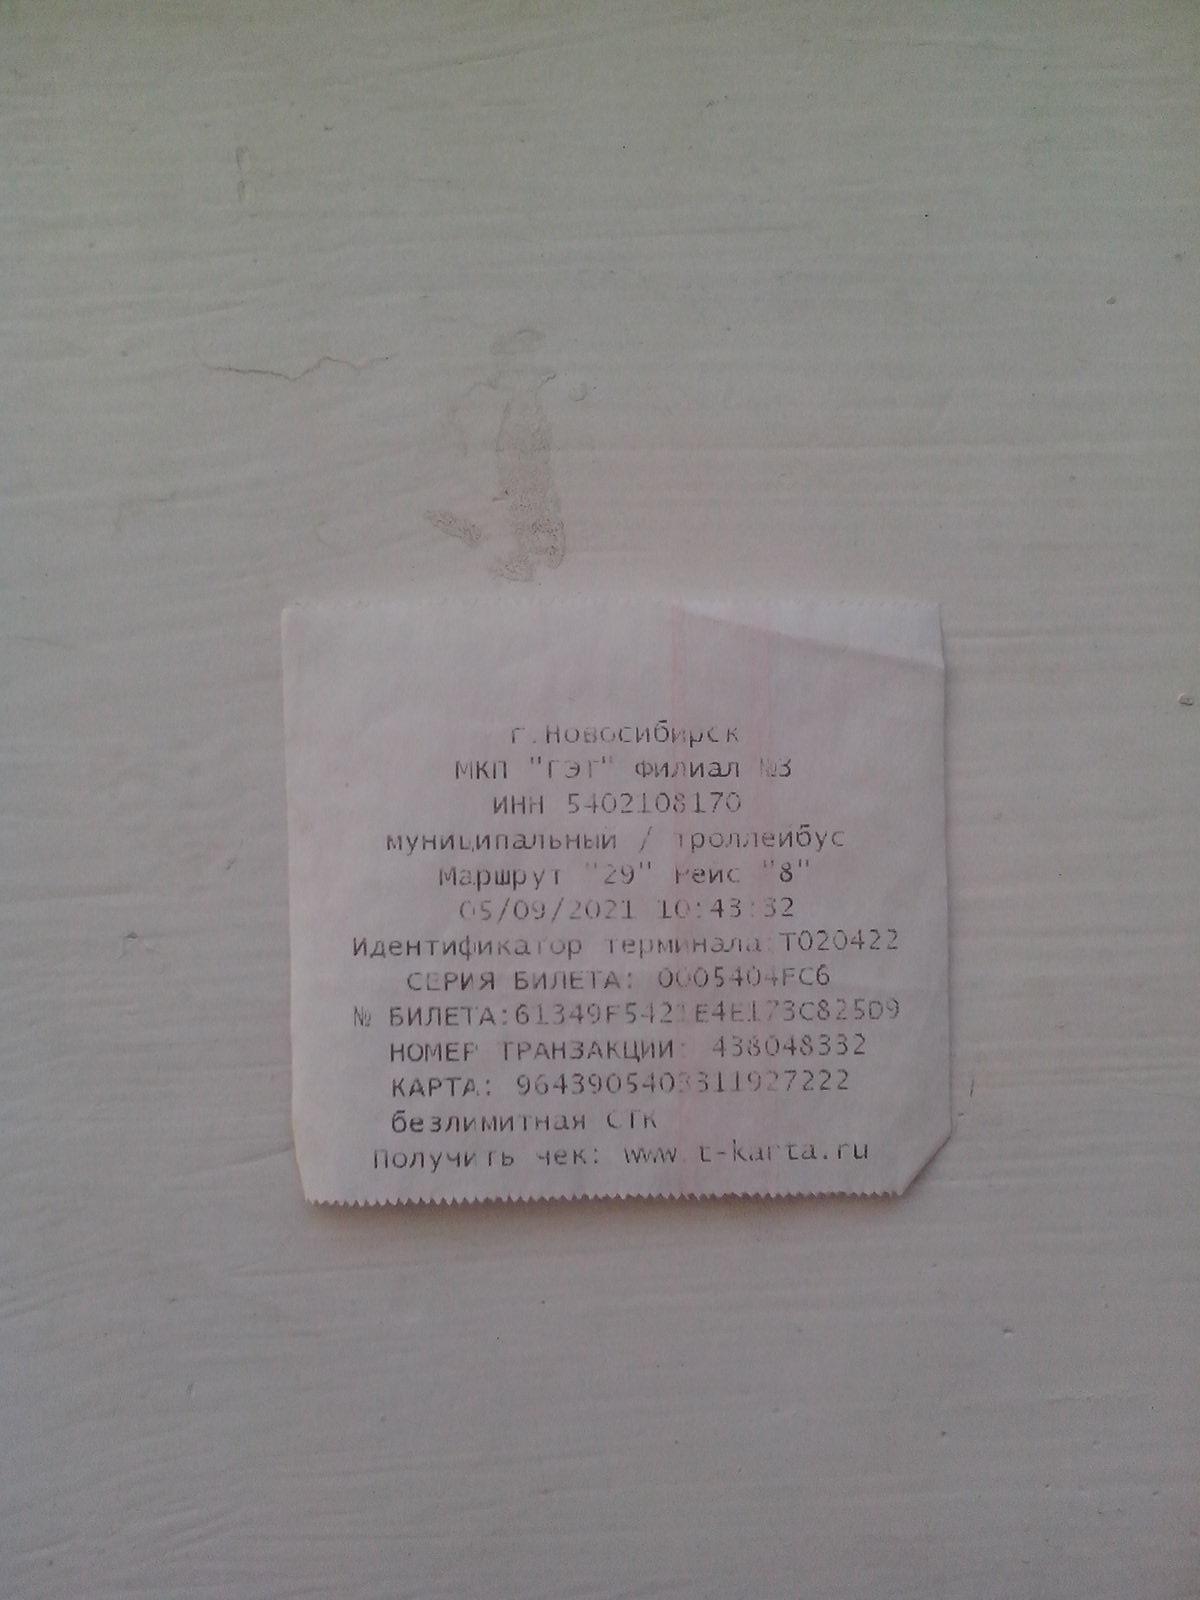 г.Новосибирск
МКП "ГЭТ" Филиал №3
ИНН 5402108170
муниципальный / троллейбус
Маршрут "29" Рейс "8"
05/09/2021 10:43:32
Идентификатор терминала:T020422
СЕРИЯ БИЛЕТА: 0005404FC6
№ БИЛЕТА:61349F5421E4E173C825D9
НОМЕР ТРАНЗАКЦИИ: 438048332
КАРТА: 9643905403311927222
безлимитная СТК
Получить чек: www.t-karta.ru